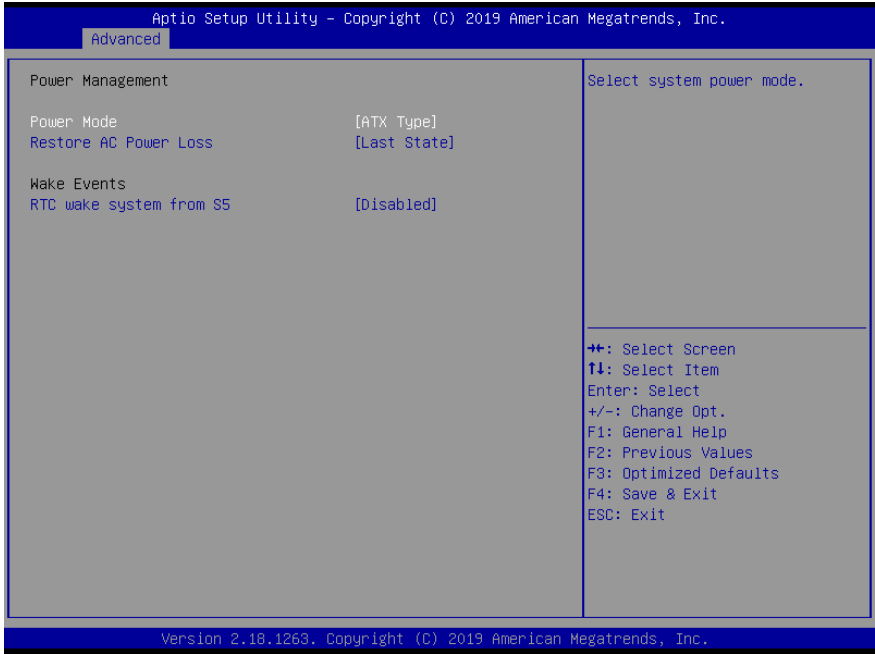 Aptio Setup Utility – Copyright (C) 2019 American Megatrends, Inc.
Advanced
Power Management
Power Mode [ATX Type]
Restore AC Power Loss [Last State]
Wake Events
RTC wake system from S5 [Disabled]
Select system power mode.
→←: Select Screen
↑↓: Select Item
Enter: Select
+/-: Change Opt.
F1: General Help
F2: Previous Values
F3: Optimized Defaults
F4: Save & Exit
ESC: Exit
Version 2.18.1263. Copyright (C) 2019 American Megatrends, Inc.